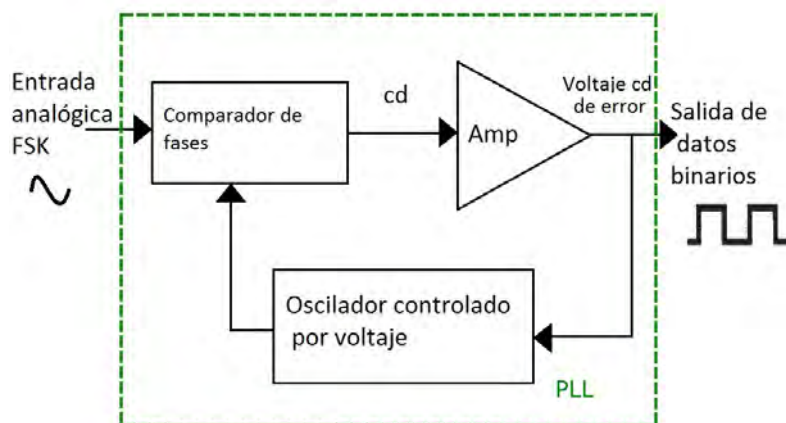 Entrada
analógica
FSK
Comparador de
fases
cd
Amp
Voltaje cd
de error
Salida de
datos
binarios
Oscilador controlado
por voltaje
PLL